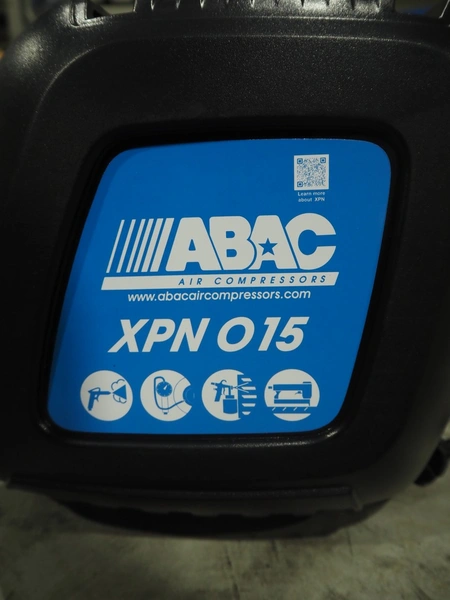 Learn more
about XPN
ABAC
AIR COMPRESSORS
www.abacaircompressors.com
XPN O15